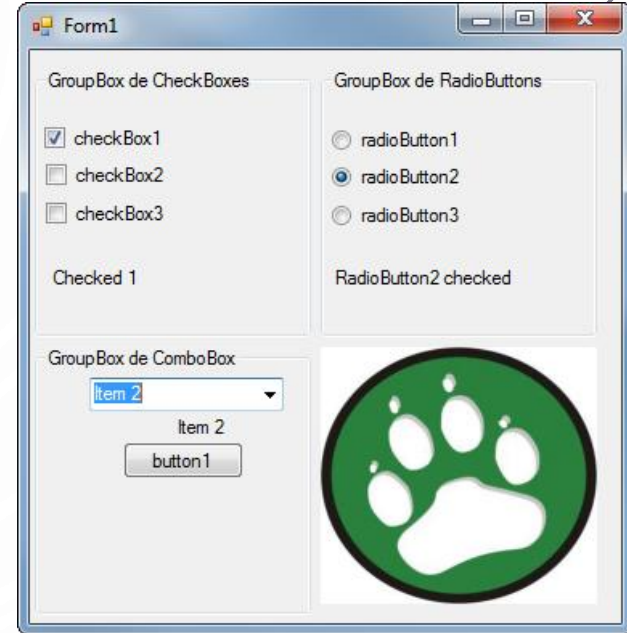 Form1
GroupBox de CheckBoxes
checkBox1
checkBox2
checkBox3
Checked 1
GroupBox de RadioButtons
radioButton1
radioButton2
radioButton3
RadioButton2 checked
GroupBox de ComboBox
Item 2
Item 2
button1